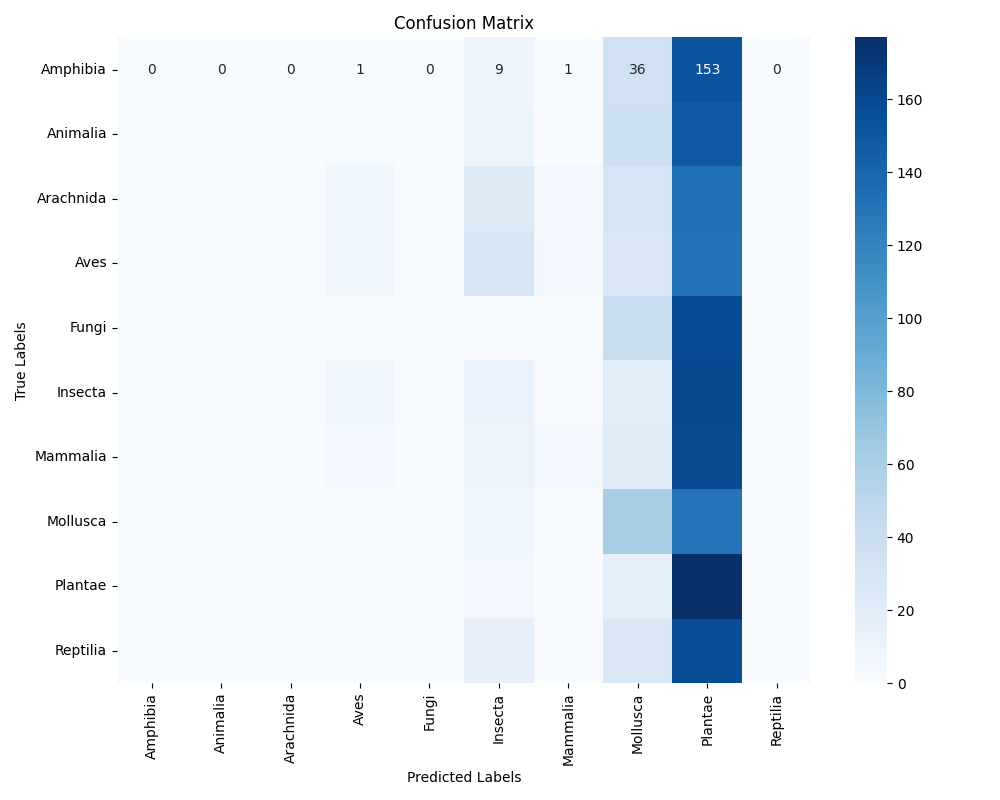 Confusion Matrix
Amphibia 0 0 0 1 0 9 1 36 153 0
Animalia
Arachnida
Aves
Fungi
Insecta
Mammalia
Mollusca
Plantae
Reptilia
True Labels
Amphibia Animalia Arachnida Aves Fungi Insecta Mammalia Mollusca Plantae Reptilia
Predicted Labels
160
140
120
100
80
60
40
20
0